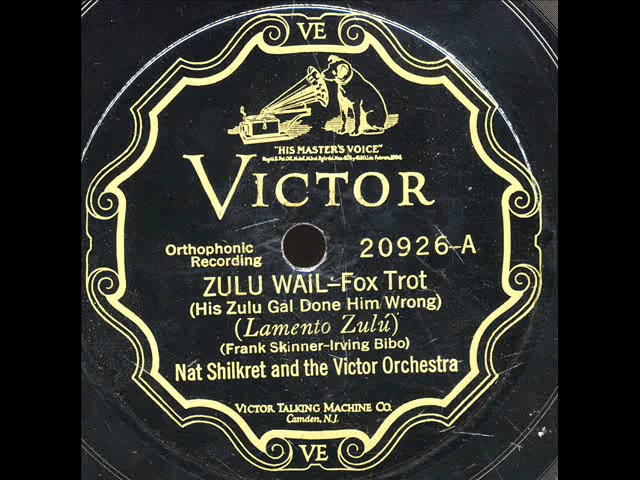 VE
"HIS MASTER'S VOICE"
VICTOR
Orthophonic
Recording
20926-A
ZULU WAIL-Fox Trot
(His Zulu Gal Done Him Wrong)
(Lamento Zulú)
(Frank Skinner-Irving Bibo)
Nat Shilkret and the Victor Orchestra
VICTOR TALKING MACHINE CO.
Camden, N.J.
VE